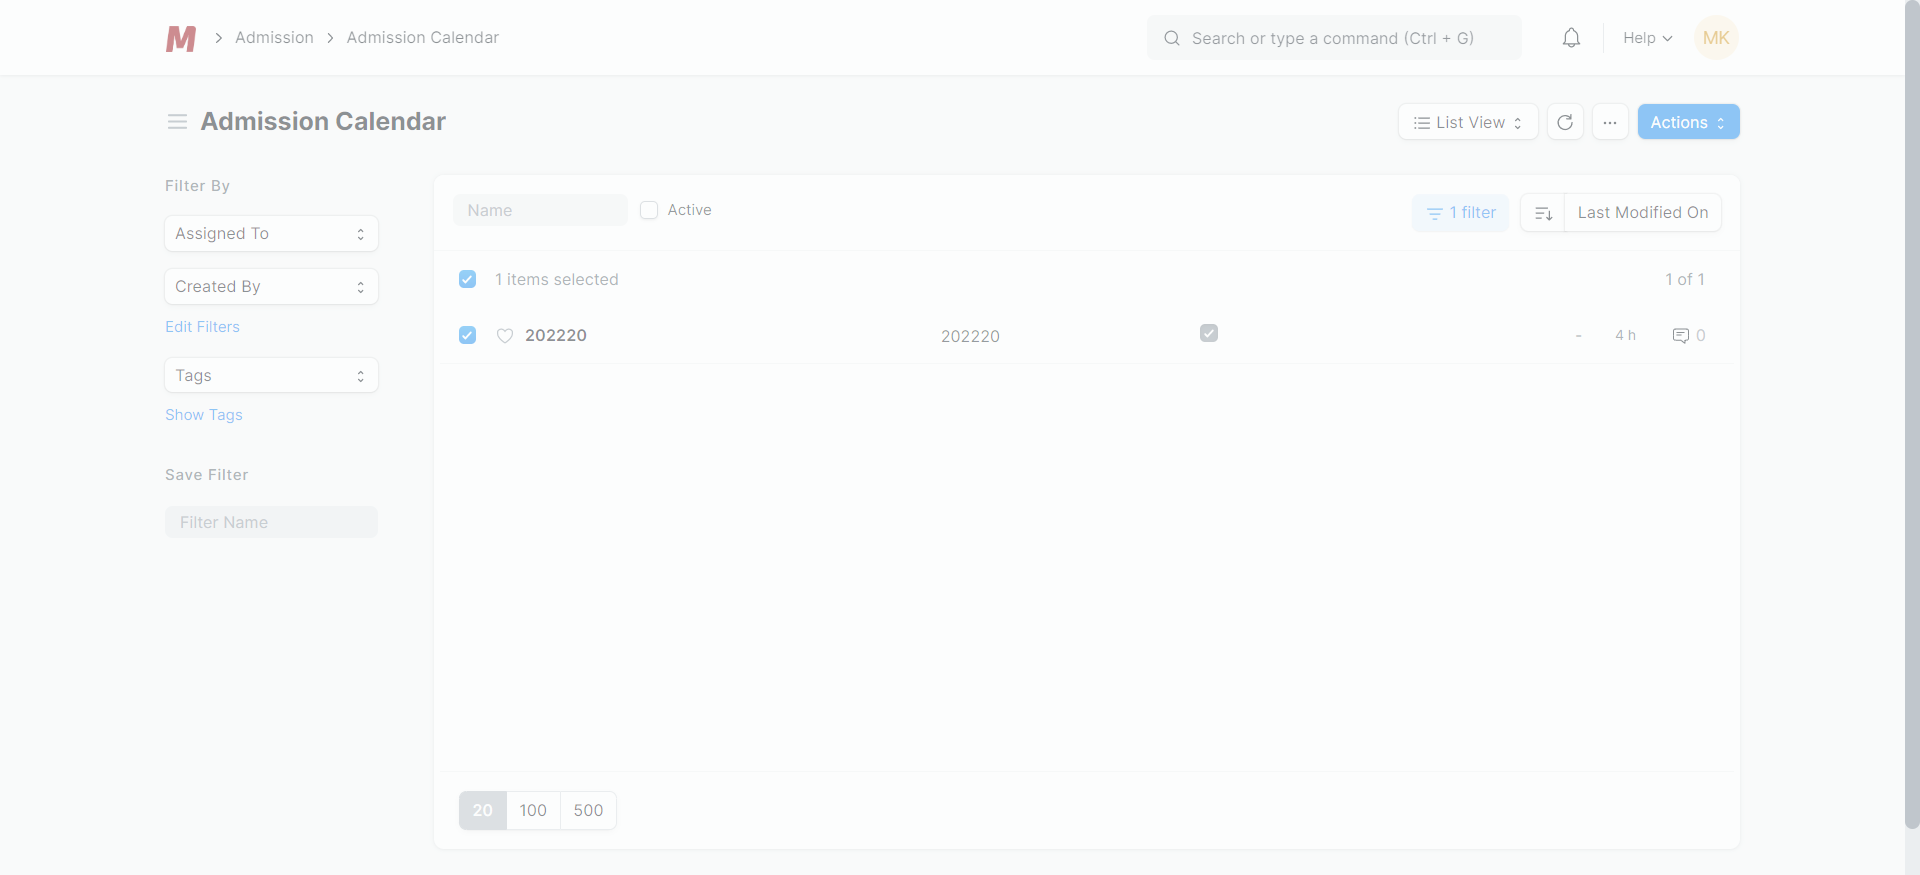 M Admission Admission Calendar Search or type a command (Ctrl + G) Help MK
Admission Calendar List View ... Actions
Filter By
Assigned To
Created By
Edit Filters
Tags
Show Tags
Save Filter
Filter Name
Name Active 1 filter Last Modified On
1 items selected 1 of 1
202220 202220 - 4 h 0
20 100 500